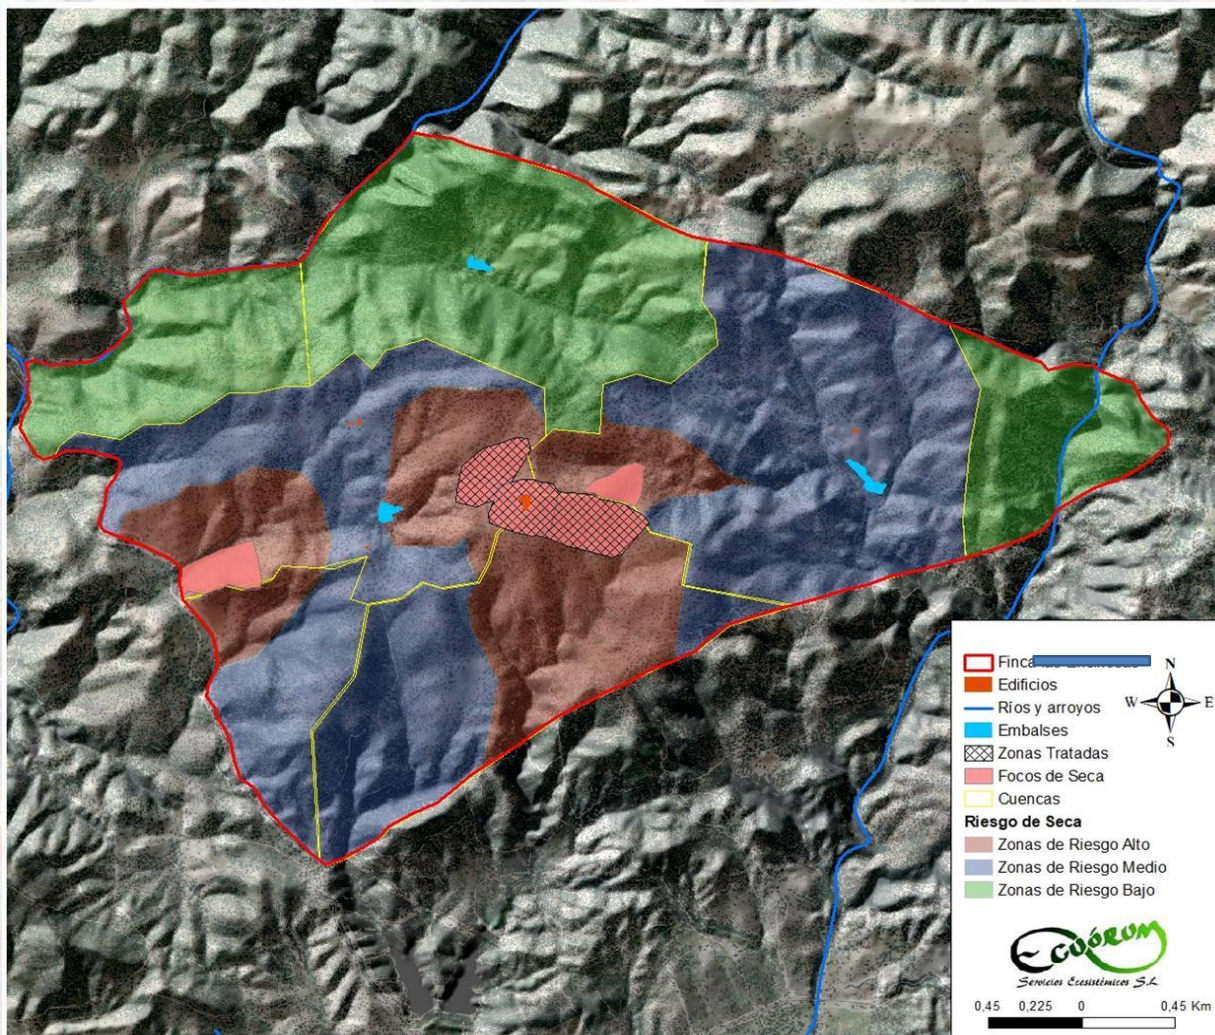 Finca
Edificios
Ríos y arroyos
Embalses
Zonas Tratadas
Focos de Seca
Cuencas
Riesgo de Seca
Zonas de Riesgo Alto
Zonas de Riesgo Medio
Zonas de Riesgo Bajo
N
W E
S
ECUÓRUM
Servicios Ecosistémicos S.L.
0,45 0,225 0 0,45 Km